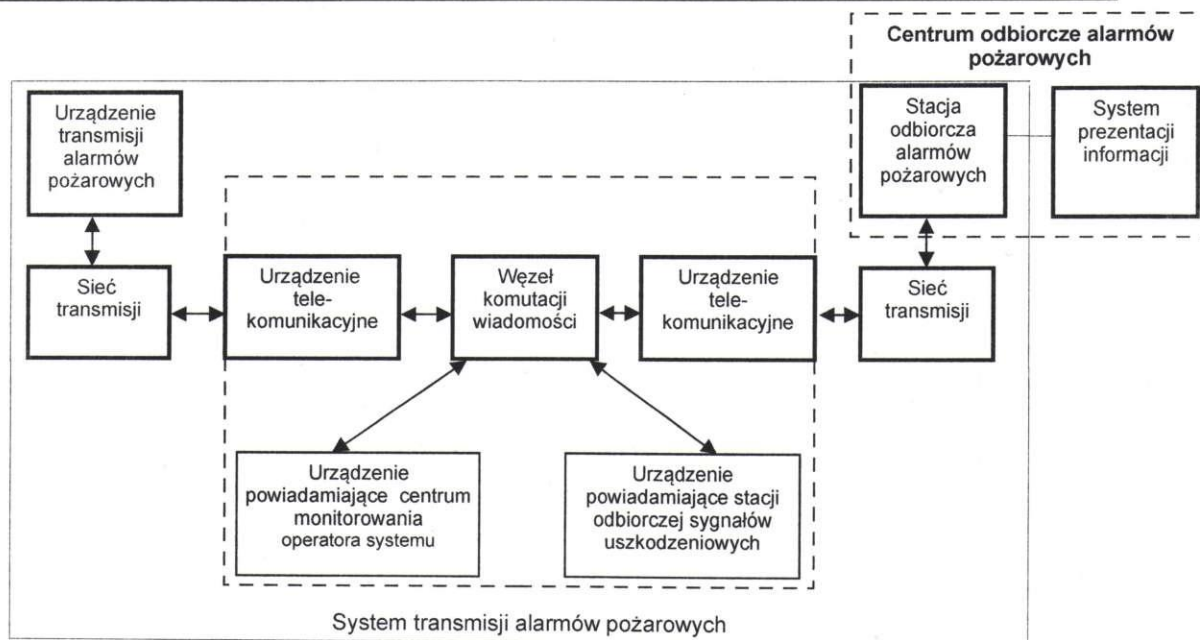 Centrum odbiorcze alarmów
pożarowych
Urządzenie
transmisji
alarmów
pożarowych
Stacja
odbiorcza
alarmów
pożarowych
System
prezentacji
informacji
Sieć
transmisji
Urządzenie
tele-
komunikacyjne
Węzeł
komutacji
wiadomości
Urządzenie
tele-
komunikacyjne
Sieć
transmisji
Urządzenie
powiadamiające centrum
monitorowania
operatora systemu
Urządzenie
powiadamiające stacji
odbiorczej sygnałów
uszkodzeniowych
System transmisji alarmów pożarowych